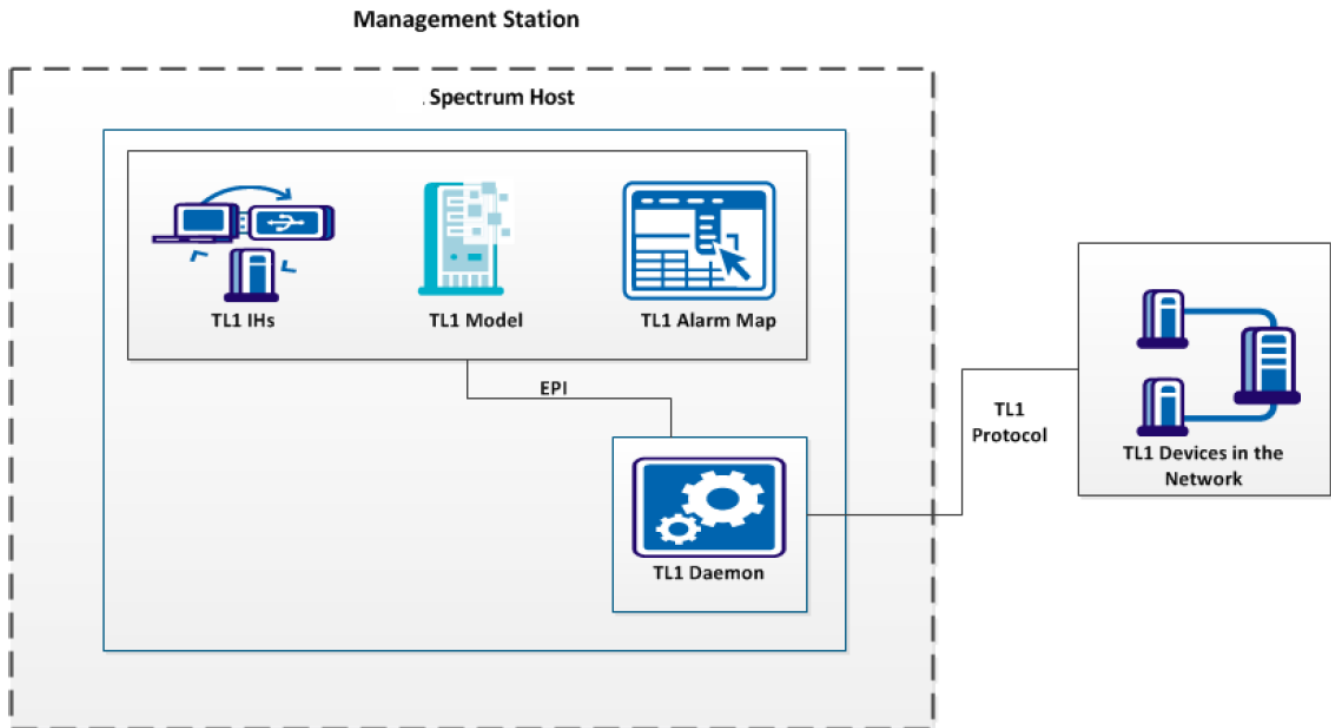 Management Station
. Spectrum Host
TL1 IHs
TL1 Model
TL1 Alarm Map
EPI
TL1
Protocol
TL1 Devices in the
Network
TL1 Daemon